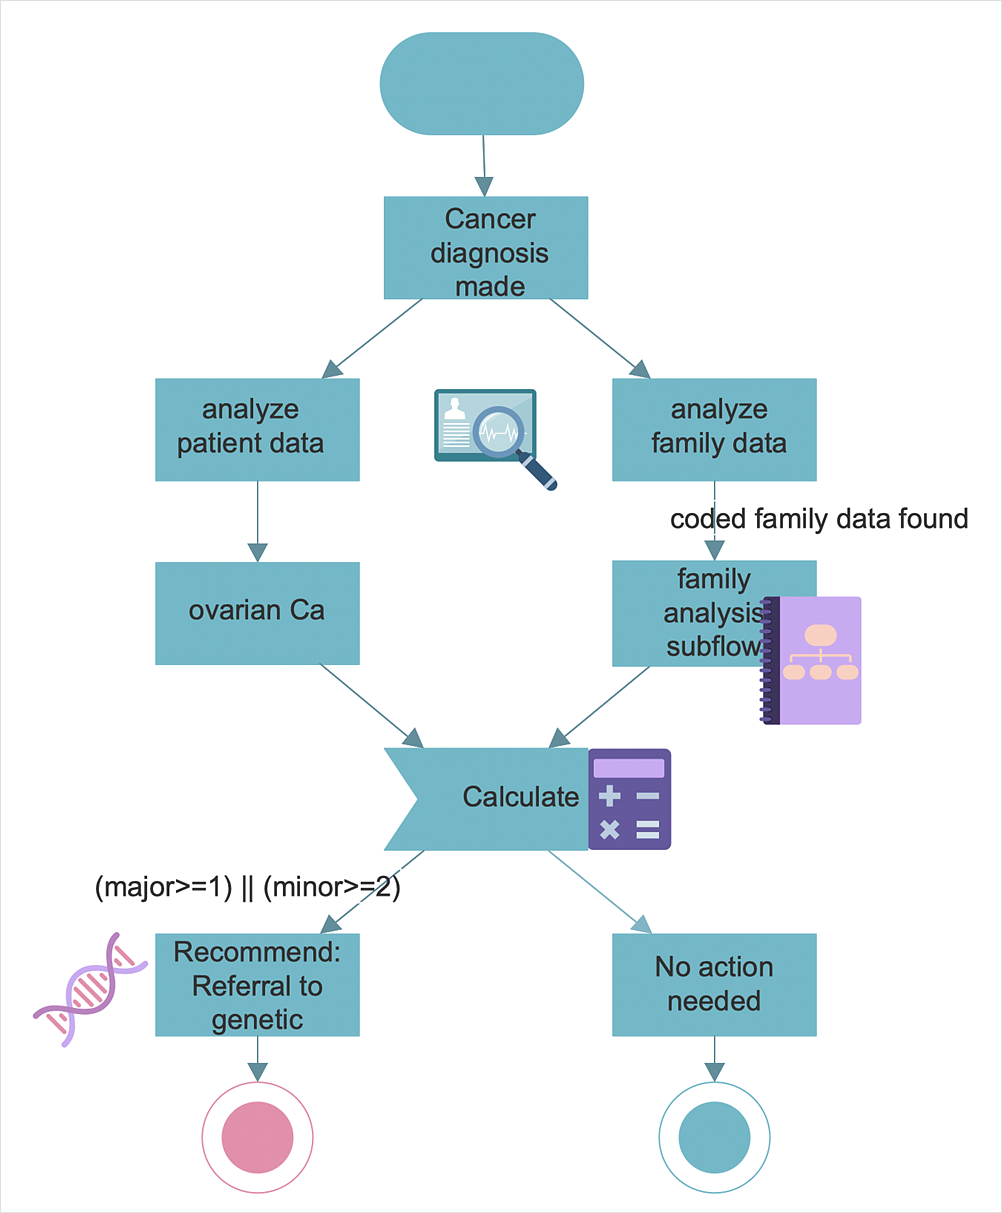 Cancer
diagnosis
made
analyze
patient data
analyze
family data
coded family data found
ovarian Ca
family
analysis
subflow
Calculate
(major>=1) || (minor>=2)
Recommend:
Referral to
genetic
No action
needed